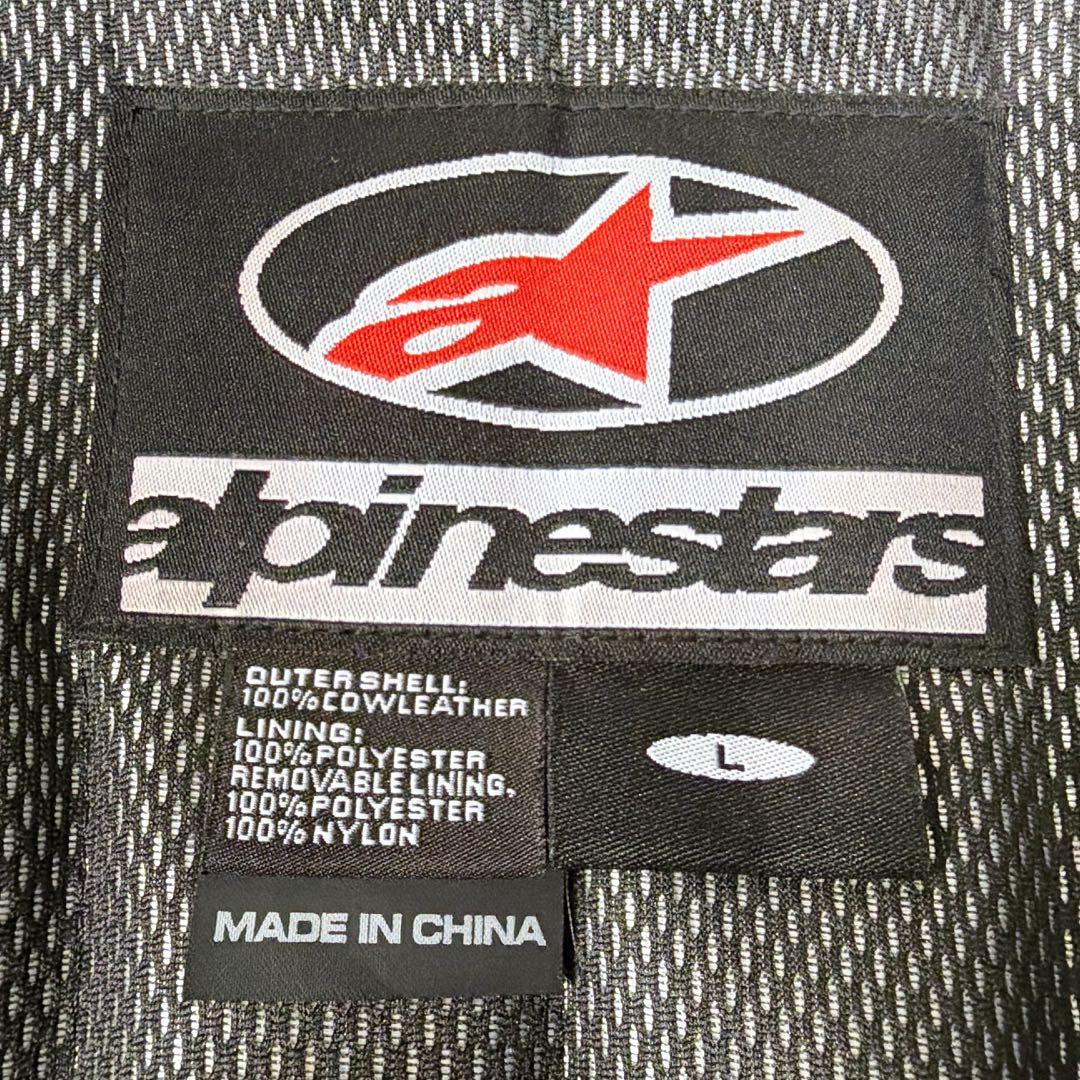 alpinestars
OUTER SHELL:
100% COWLEATHER
LINING:
100% POLYESTER
REMOVABLE LINING,
100% POLYESTER
100% NYLON
L
MADE IN CHINA